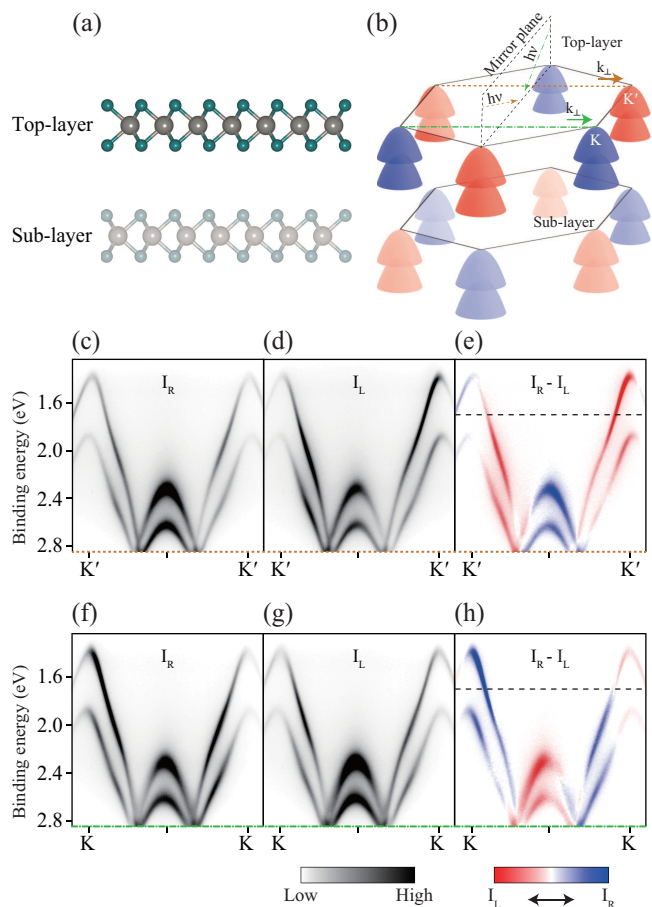 (a)
(b)
Top-layer
Sub-layer
Mirror plane
hν
hν
Top-layer
k⊥
K′
k⊥
K
Sub-layer
(c)
(d)
(e)
I_R
I_L
I_R - I_L
Binding energy (eV)
1.6
2.0
2.4
2.8
K′ K′ K′ K′ K′ K′
(f)
(g)
(h)
I_R
I_L
I_R - I_L
Binding energy (eV)
1.6
2.0
2.4
2.8
K K K K K K
Low High
I_L I_R